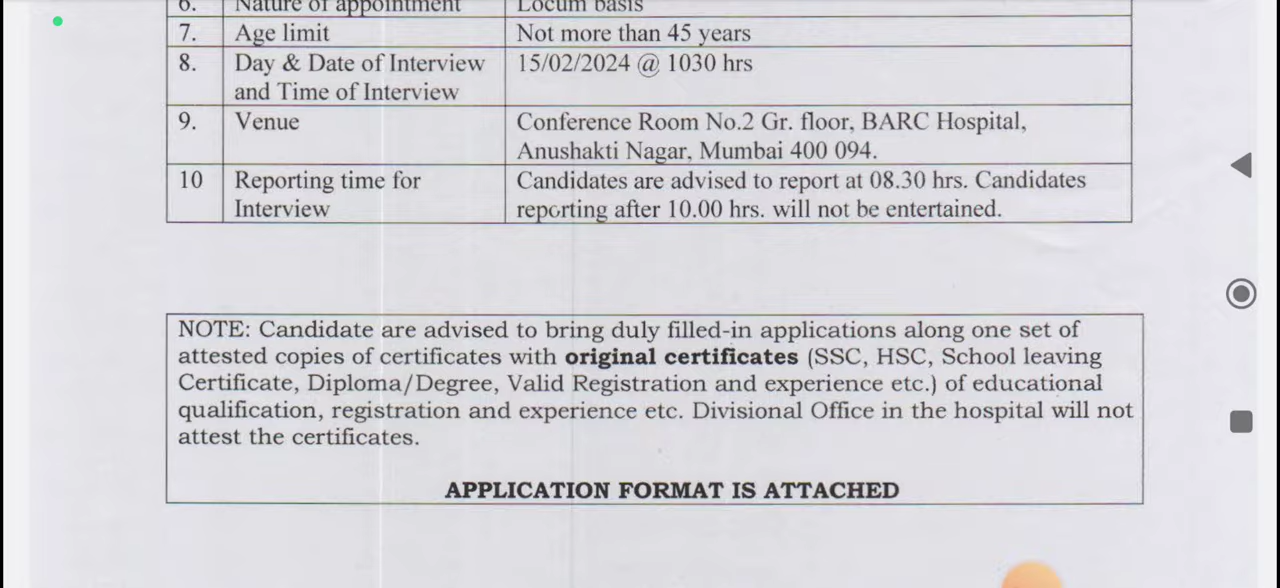 6. Nature of appointment Locum basis
7. Age limit Not more than 45 years
8. Day & Date of Interview 15/02/2024 @ 1030 hrs
and Time of Interview
9. Venue Conference Room No.2 Gr. floor, BARC Hospital,
Anushakti Nagar, Mumbai 400 094.
10 Reporting time for Candidates are advised to report at 08.30 hrs. Candidates
Interview reporting after 10.00 hrs. will not be entertained.
NOTE: Candidate are advised to bring duly filled-in applications along one set of
attested copies of certificates with original certificates (SSC, HSC, School leaving
Certificate, Diploma/Degree, Valid Registration and experience etc.) of educational
qualification, registration and experience etc. Divisional Office in the hospital will not
attest the certificates.
APPLICATION FORMAT IS ATTACHED